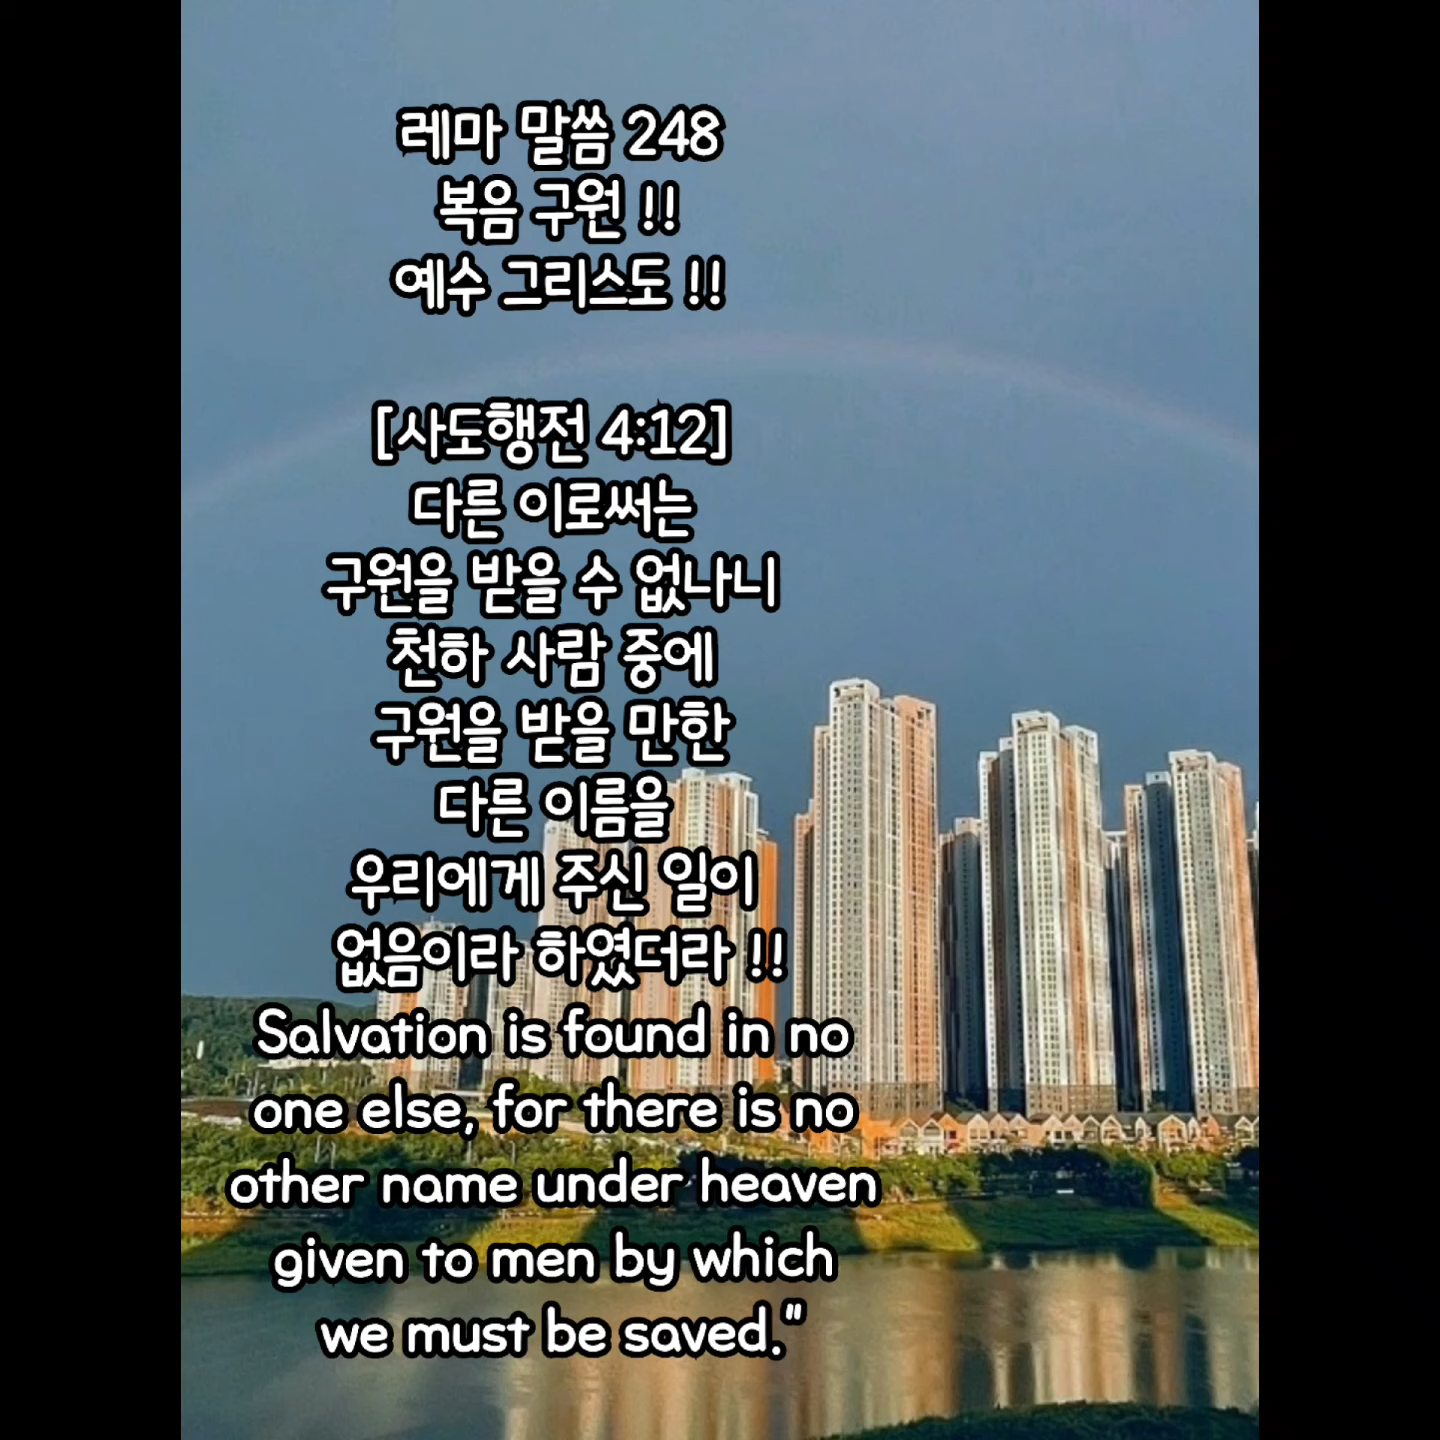 레마 말씀 248
복음 구원 !!
예수 그리스도 !!
[사도행전 4:12]
다른 이로써는
구원을 받을 수 없나니
천하 사람 중에
구원을 받을 만한
다른 이름을
우리에게 주신 일이
없음이라 하였더라 !!
Salvation is found in no
one else, for there is no
other name under heaven
given to men by which
we must be saved."